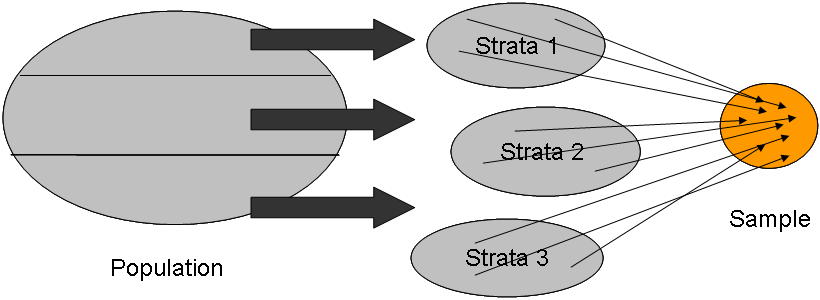 Strata 1
Strata 2
Strata 3
Sample
Population